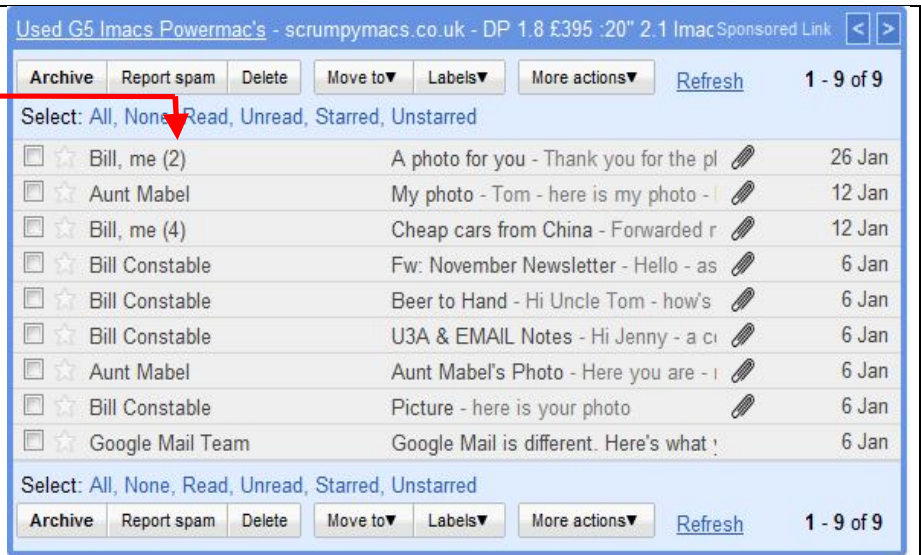 Used G5 Imacs Powermac's - scrumpymacs.co.uk - DP 1.8 £395 :20" 2.1 Imac Sponsored Link < >
Archive Report spam Delete Move to▼ Labels▼ More actions▼ Refresh 1 - 9 of 9
Select: All, None, Read, Unread, Starred, Unstarred
Bill, me (2) A photo for you - Thank you for the pl 26 Jan
Aunt Mabel My photo - Tom - here is my photo - 12 Jan
Bill, me (4) Cheap cars from China - Forwarded r 12 Jan
Bill Constable Fw: November Newsletter - Hello - as 6 Jan
Bill Constable Beer to Hand - Hi Uncle Tom - how's 6 Jan
Bill Constable U3A & EMAIL Notes - Hi Jenny - a 6 Jan
Aunt Mabel Aunt Mabel's Photo - Here you are - 6 Jan
Bill Constable Picture - here is your photo 6 Jan
Google Mail Team Google Mail is different. Here's what 6 Jan
Select: All, None, Read, Unread, Starred, Unstarred
Archive Report spam Delete Move to▼ Labels▼ More actions▼ Refresh 1 - 9 of 9